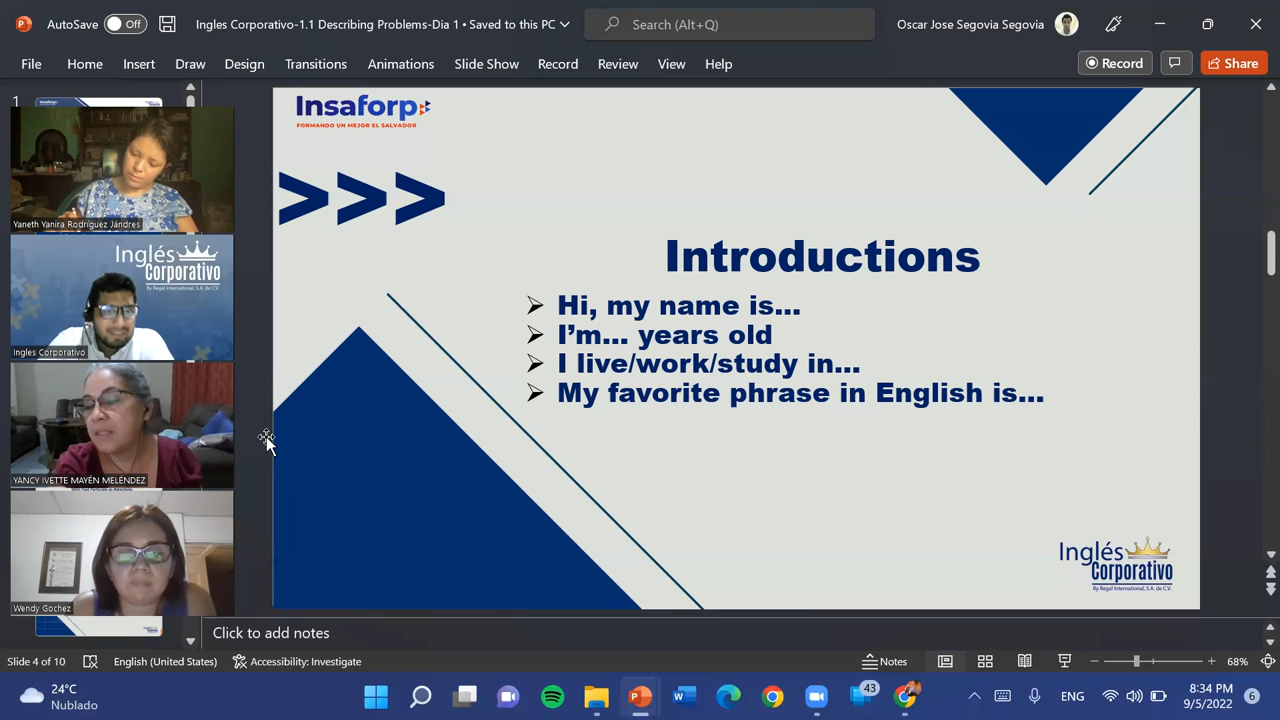 AutoSave Off
Ingles Corporativo-1.1 Describing Problems-Dia 1 • Saved to this PC
Search (Alt+Q)
Oscar Jose Segovia Segovia
File Home Insert Draw Design Transitions Animations Slide Show Record Review View Help
Record
Share
1
Insaforp
FORMANDO UN MEJOR EL SALVADOR
>>>
Introductions
Hi, my name is...
I'm... years old
I live/work/study in...
My favorite phrase in English is...
Inglés
Corporativo
By Regal International, S.A. de C.V.
Yaneth Yanira Rodríguez Jándres
Inglés
Corporativo
By Regal International, S.A. de C.V.
Ingles Corporativo
YANCY IVETTE MAYÉN MELÉNDEZ
Wendy Gochez
Click to add notes
Slide 4 of 10
English (United States)
Accessibility: Investigate
Notes
68%
24°C
Nublado
43
ENG
8:34 PM
9/5/2022
6